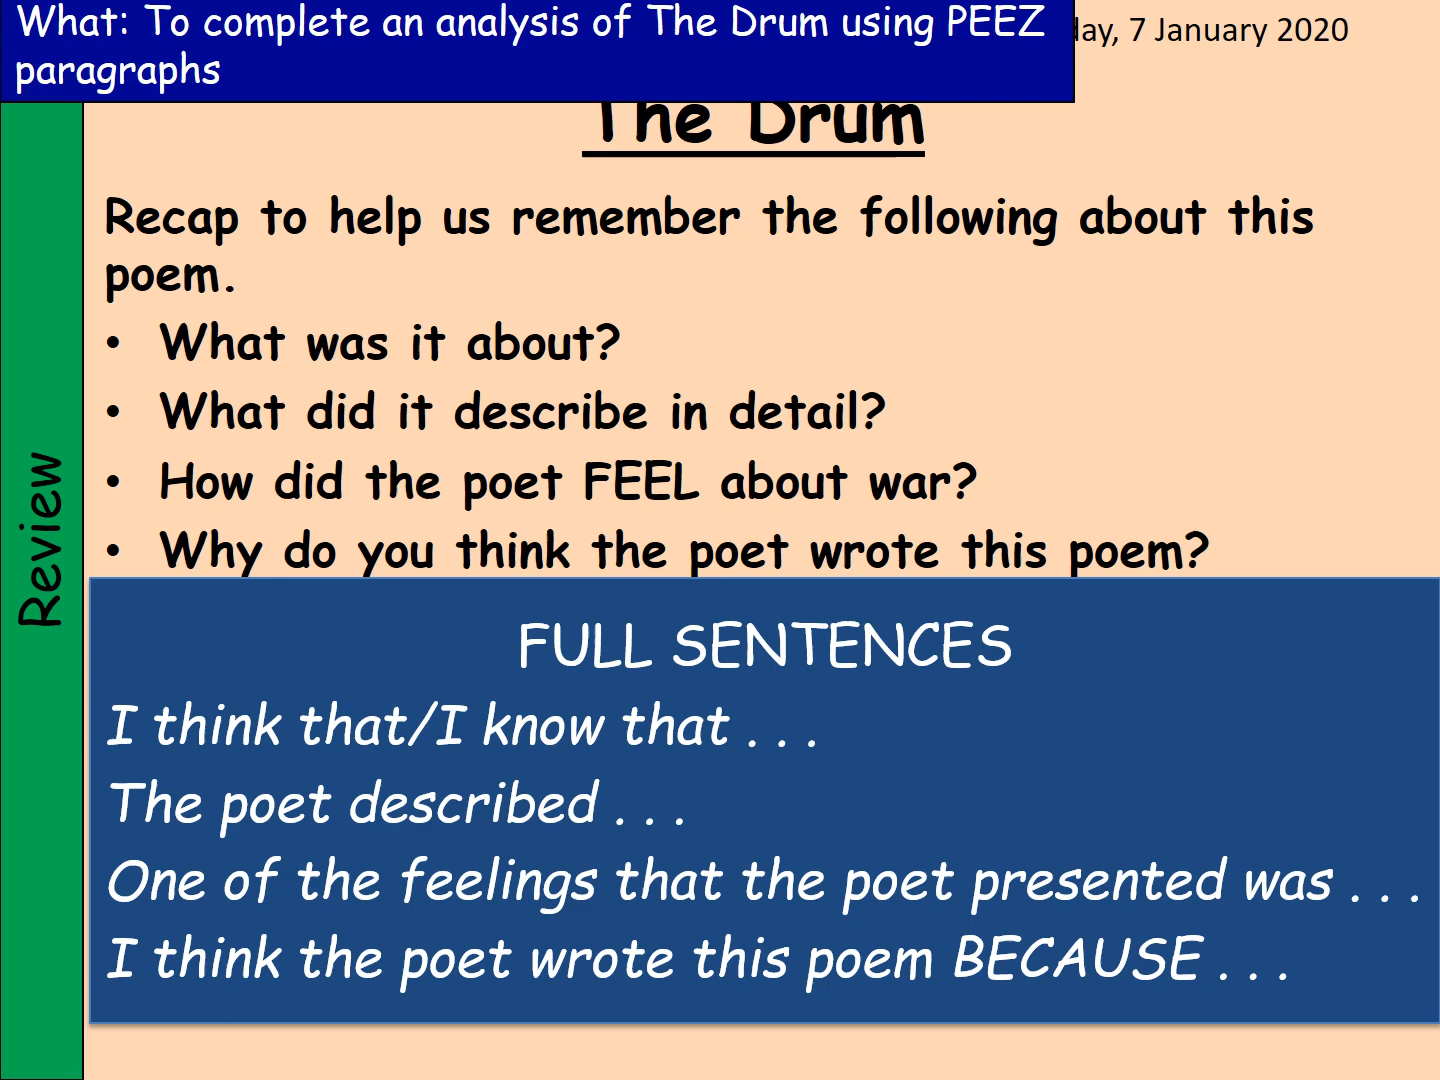 What: To complete an analysis of The Drum using PEEZ
paragraphs
day, 7 January 2020
The Drum
Recap to help us remember the following about this
poem.
• What was it about?
• What did it describe in detail?
• How did the poet FEEL about war?
• Why do you think the poet wrote this poem?
Review
FULL SENTENCES
I think that/I know that . . .
The poet described . . .
One of the feelings that the poet presented was . . .
I think the poet wrote this poem BECAUSE . . .